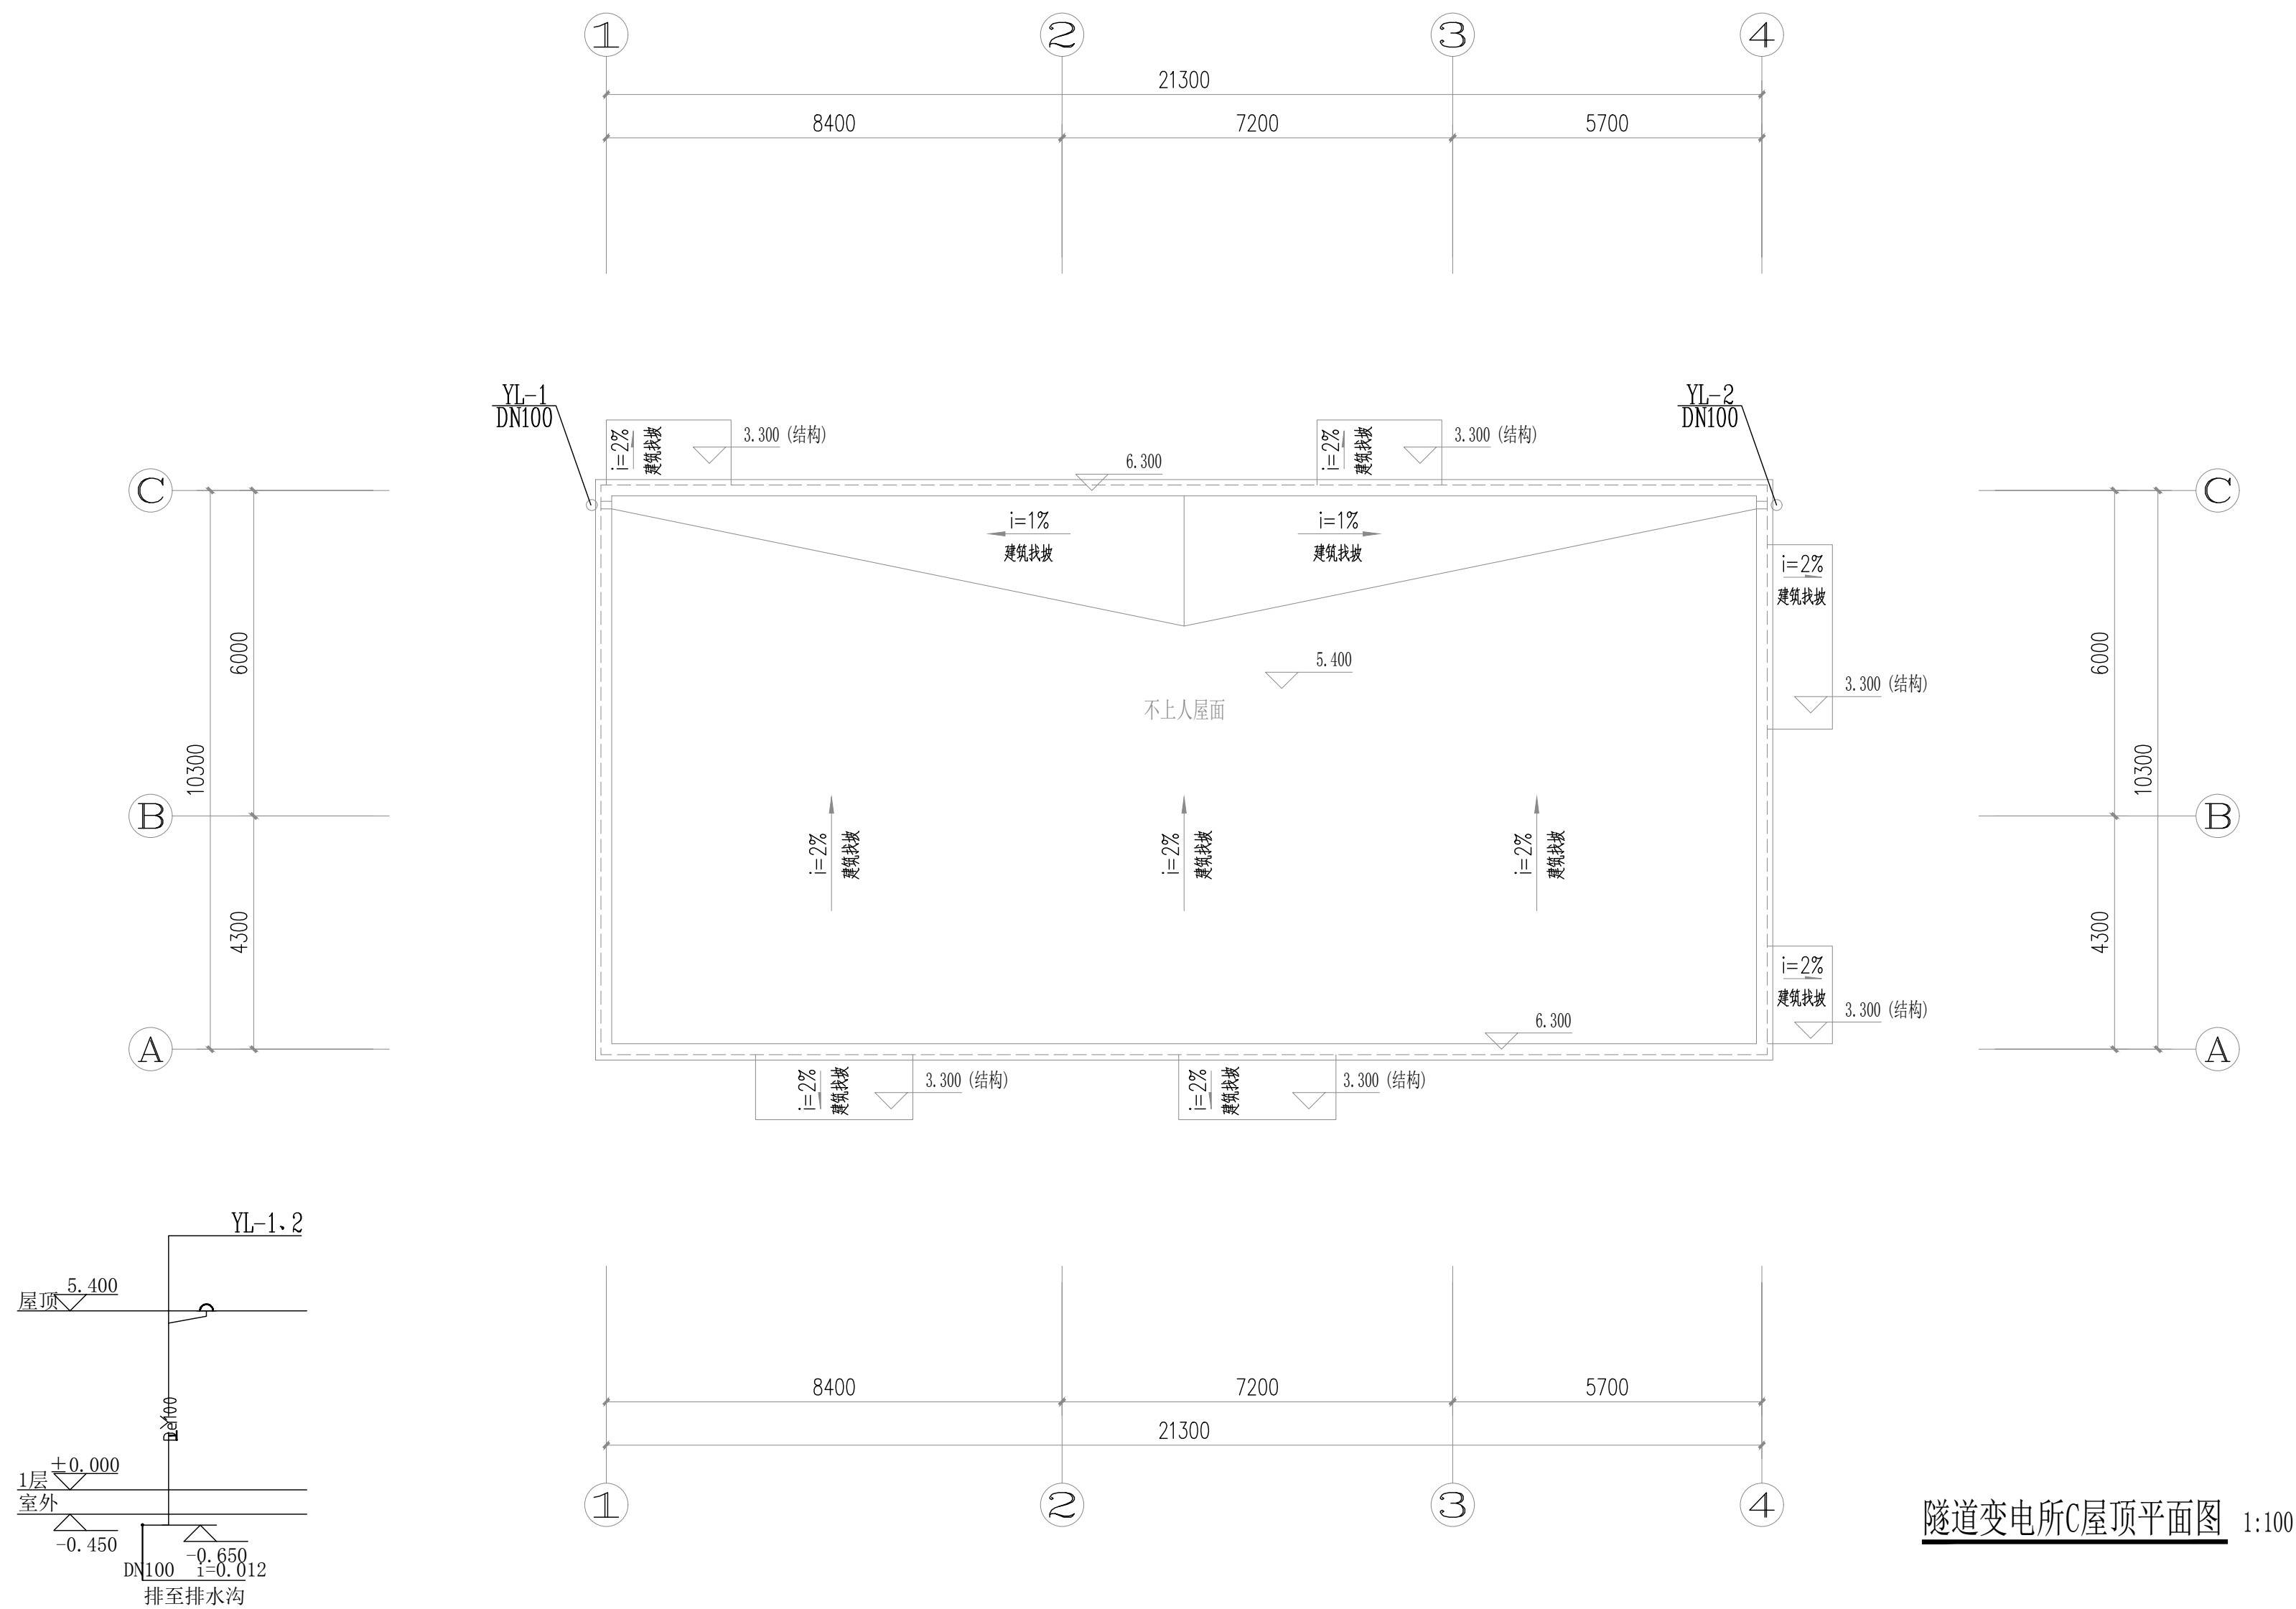 1 2 3 4
21300
8400 7200 5700
YL-1
DN100
YL-2
DN100
i=2%
建筑找坡
3.300 (结构)
6.300
i=2%
建筑找坡
3.300 (结构)
C
C
i=1%
建筑找坡
i=1%
建筑找坡
i=2%
建筑找坡
6000
10300
5.400
不上人屋面
3.300 (结构)
6000
10300
B
B
i=2%
建筑找坡
i=2%
建筑找坡
i=2%
建筑找坡
4300
4300
i=2%
建筑找坡
3.300 (结构)
6.300
A
A
i=2%
建筑找坡
3.300 (结构)
i=2%
建筑找坡
3.300 (结构)
YL-1、2
屋顶 5.400
1层 ±0.000
室外
-0.450
-0.650
DN100 i=0.012
排至排水沟
8400 7200 5700
21300
1 2 3 4
隧道变电所C屋顶平面图 1:100